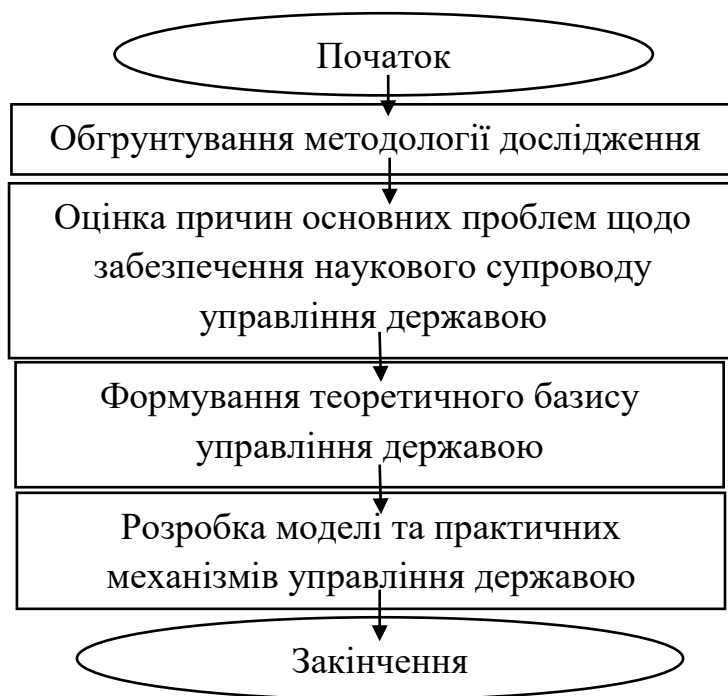 Початок
Обгрунтування методології дослідження
Оцінка причин основних проблем щодо
забезпечення наукового супроводу
управління державою
Формування теоретичного базису
управління державою
Розробка моделі та практичних
механізмів управління державою
Закінчення